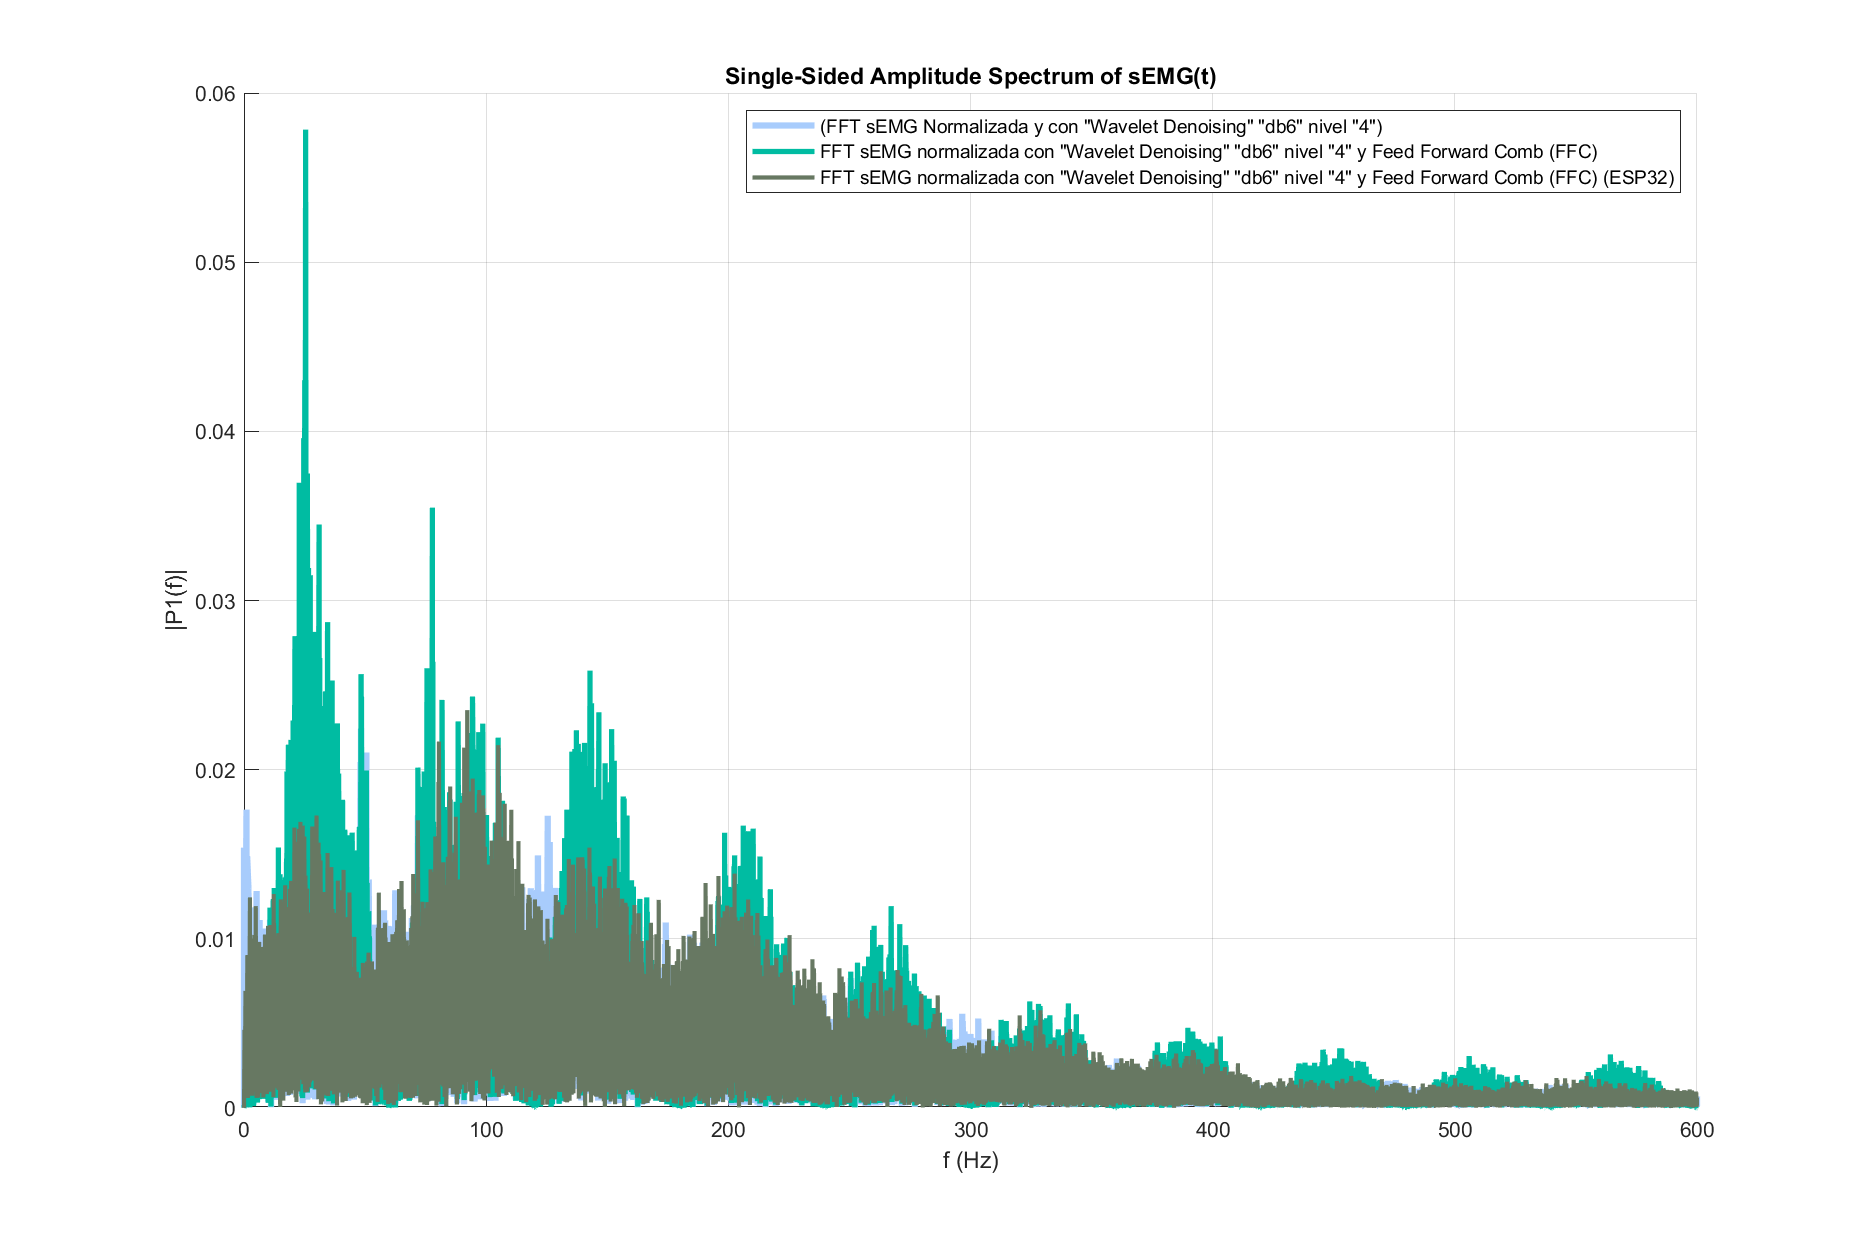 Single-Sided Amplitude Spectrum of sEMG(t)
(FFT sEMG Normalizada y con "Wavelet Denoising" "db6" nivel "4")
FFT sEMG normalizada con "Wavelet Denoising" "db6" nivel "4" y Feed Forward Comb (FFC)
FFT sEMG normalizada con "Wavelet Denoising" "db6" nivel "4" y Feed Forward Comb (FFC) (ESP32)
0.06
0.05
0.04
0.03
0.02
0.01
0
|P1(f)|
0 100 200 300 400 500 600
f (Hz)